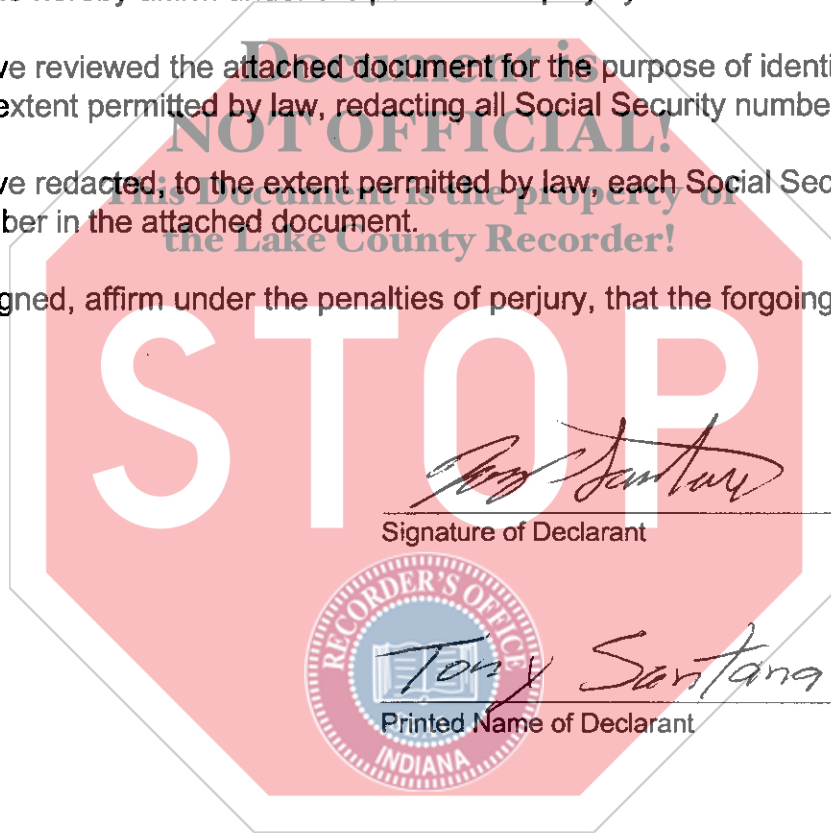 ve reviewed the attached document for the purpose of identi
extent permitted by law, redacting all Social Security numbe
ve redacted, to the extent permitted by law, each Social Sec
ber in the attached document.
gned, affirm under the penalties of perjury, that the forgoing
Document is
NOT OFFICIAL!
This Document is the property of
the Lake County Recorder!
STOP
Tony Santana
Signature of Declarant
RECORDER'S OFFICE
Tony Santana
Printed Name of Declarant
INDIANA